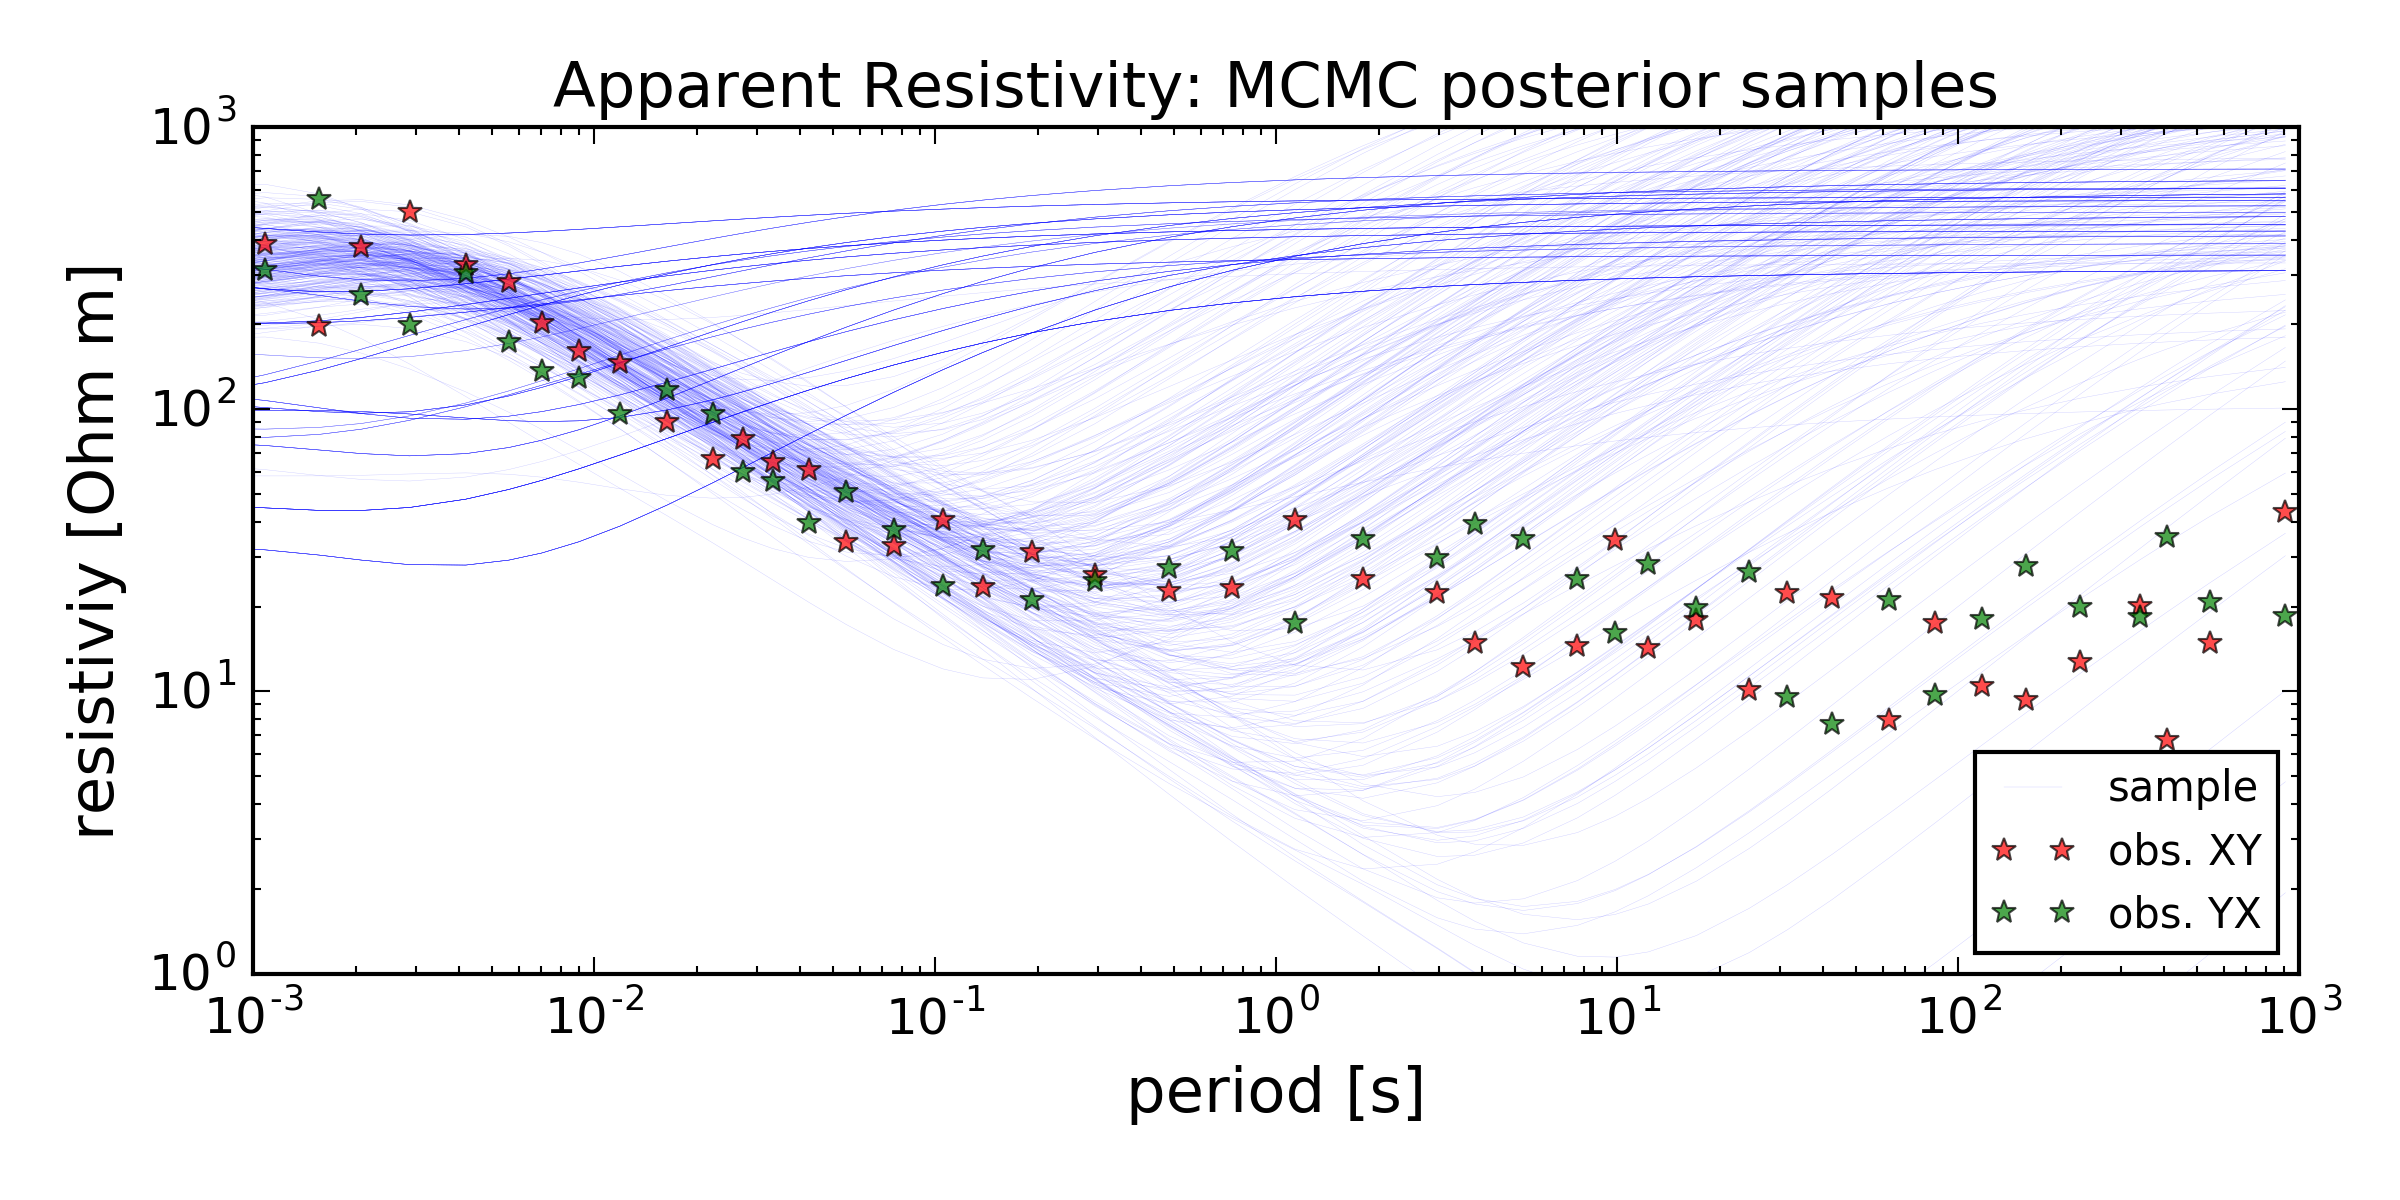 Apparent Resistivity: MCMC posterior samples
resistiviy [Ohm m]
10^3
10^2
10^1
10^0
10^-3 10^-2 10^-1 10^0 10^1 10^2 10^3
period [s]
sample
obs. XY
obs. YX